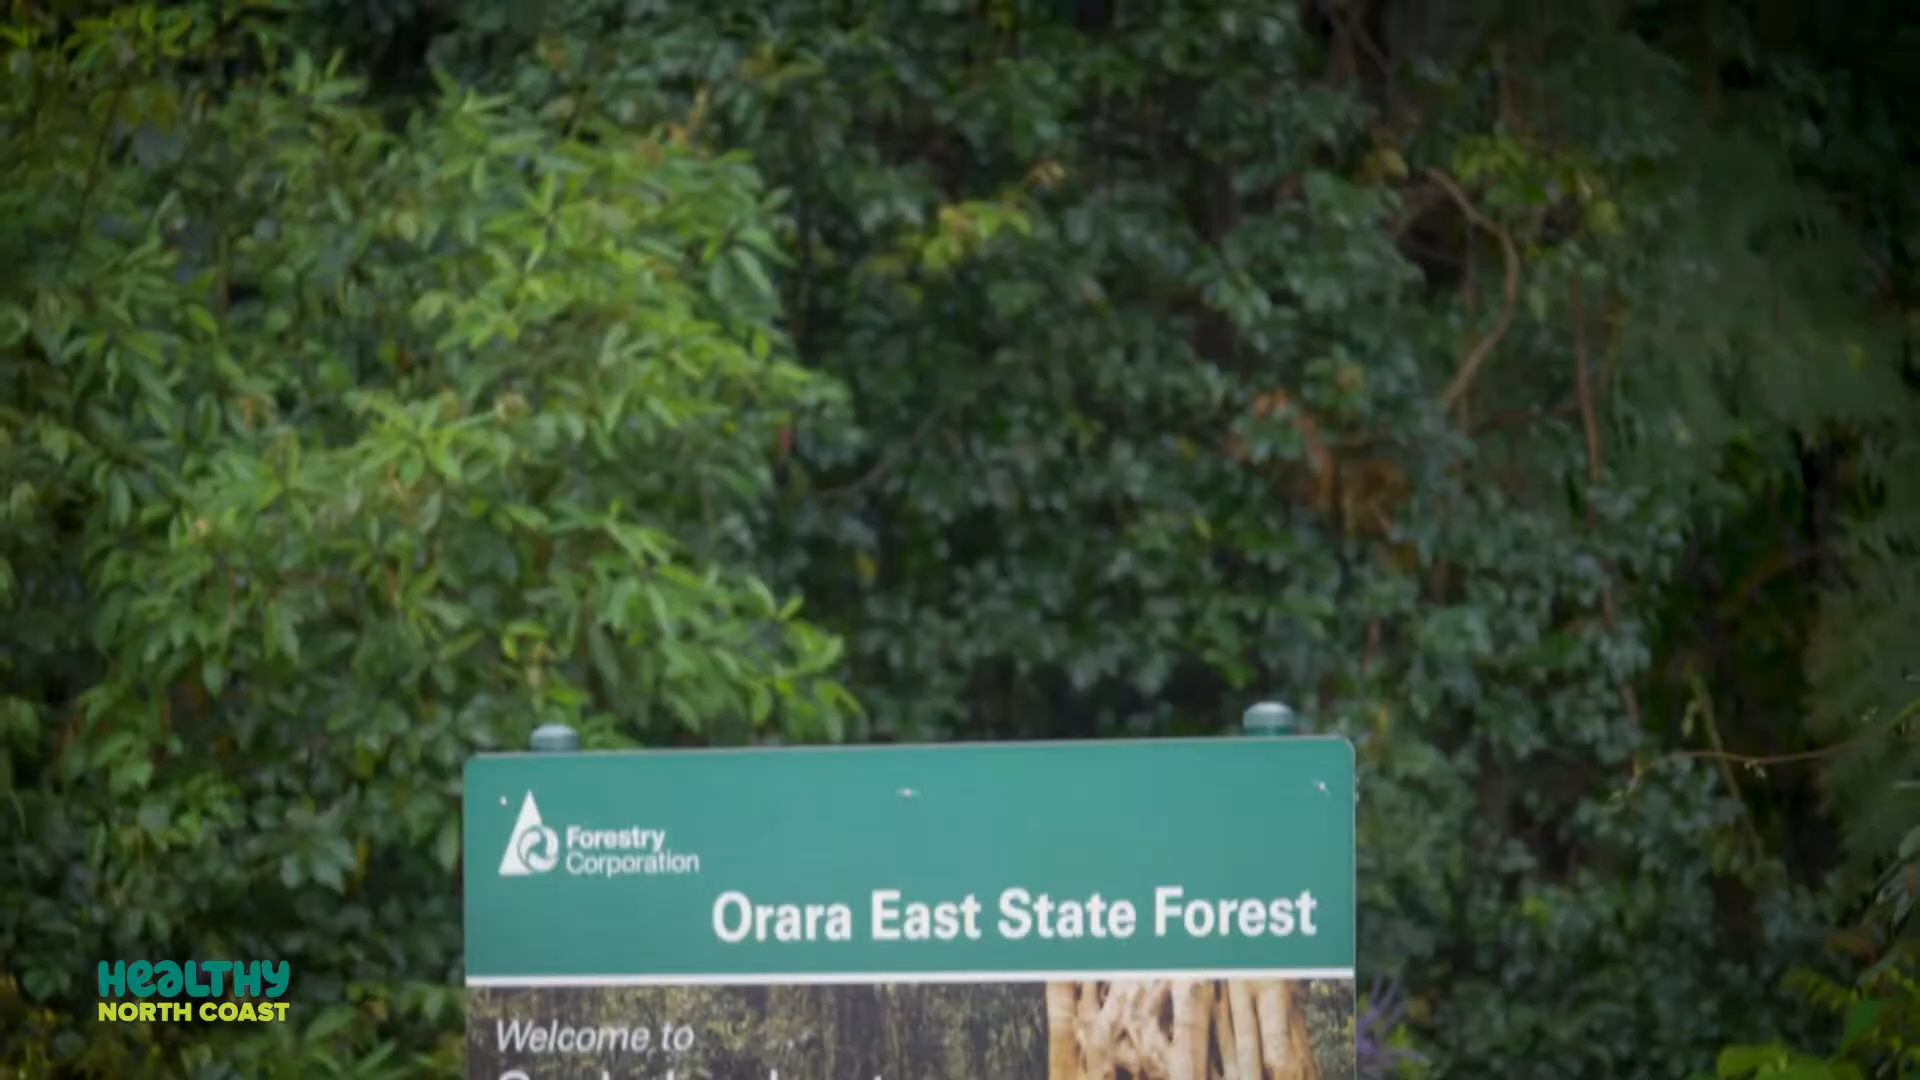 Forestry
Corporation
Orara East State Forest
Welcome to
HEALTHY
NORTH COAST